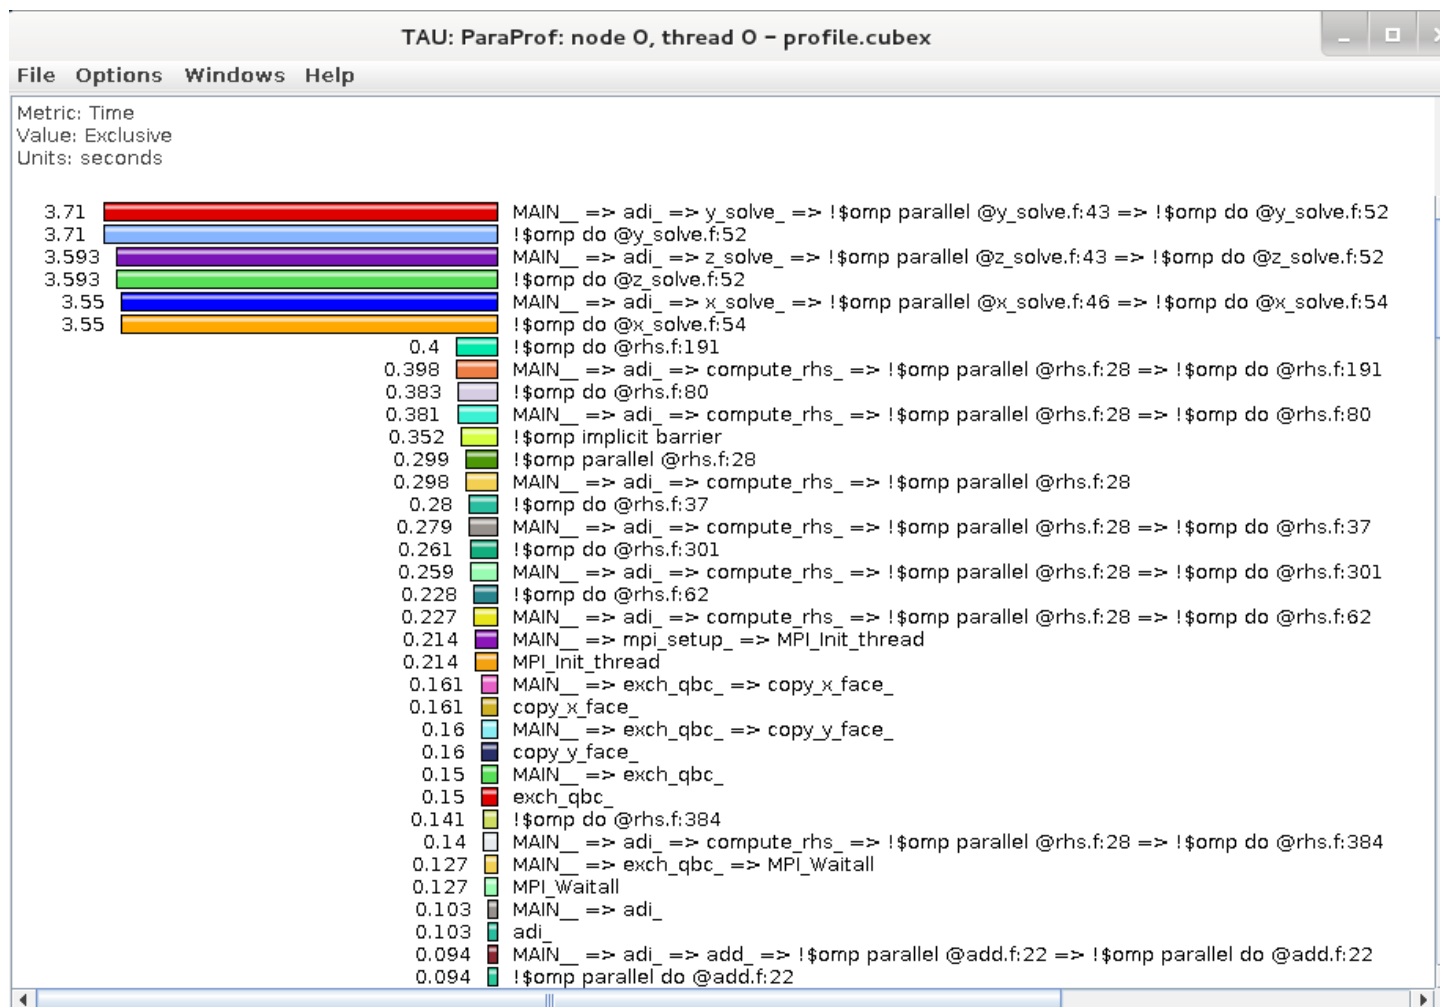 TAU: ParaProf: node 0, thread 0 - profile.cubex
File Options Windows Help
Metric: Time
Value: Exclusive
Units: seconds
3.71 MAIN__ => adi_ => y_solve_ => !$omp parallel @y_solve.f:43 => !$omp do @y_solve.f:52
3.71 !$omp do @y_solve.f:52
3.593 MAIN__ => adi_ => z_solve_ => !$omp parallel @z_solve.f:43 => !$omp do @z_solve.f:52
3.593 !$omp do @z_solve.f:52
3.55 MAIN__ => adi_ => x_solve_ => !$omp parallel @x_solve.f:46 => !$omp do @x_solve.f:54
3.55 !$omp do @x_solve.f:54
0.4 !$omp do @rhs.f:191
0.398 MAIN__ => adi_ => compute_rhs_ => !$omp parallel @rhs.f:28 => !$omp do @rhs.f:191
0.383 !$omp do @rhs.f:80
0.381 MAIN__ => adi_ => compute_rhs_ => !$omp parallel @rhs.f:28 => !$omp do @rhs.f:80
0.352 !$omp implicit barrier
0.299 !$omp parallel @rhs.f:28
0.298 MAIN__ => adi_ => compute_rhs_ => !$omp parallel @rhs.f:28
0.28 !$omp do @rhs.f:37
0.279 MAIN__ => adi_ => compute_rhs_ => !$omp parallel @rhs.f:28 => !$omp do @rhs.f:37
0.261 !$omp do @rhs.f:301
0.259 MAIN__ => adi_ => compute_rhs_ => !$omp parallel @rhs.f:28 => !$omp do @rhs.f:301
0.228 !$omp do @rhs.f:62
0.227 MAIN__ => adi_ => compute_rhs_ => !$omp parallel @rhs.f:28 => !$omp do @rhs.f:62
0.214 MAIN__ => mpi_setup_ => MPI_Init_thread
0.214 MPI_Init_thread
0.161 MAIN__ => exch_qbc_ => copy_x_face_
0.161 copy_x_face_
0.16 MAIN__ => exch_qbc_ => copy_y_face_
0.16 copy_y_face_
0.15 MAIN__ => exch_qbc_
0.15 exch_qbc_
0.141 !$omp do @rhs.f:384
0.14 MAIN__ => adi_ => compute_rhs_ => !$omp parallel @rhs.f:28 => !$omp do @rhs.f:384
0.127 MAIN__ => exch_qbc_ => MPI_Waitall
0.127 MPI_Waitall
0.103 MAIN__ => adi_
0.103 adi_
0.094 MAIN__ => adi_ => add_ => !$omp parallel @add.f:22 => !$omp parallel do @add.f:22
0.094 !$omp parallel do @add.f:22